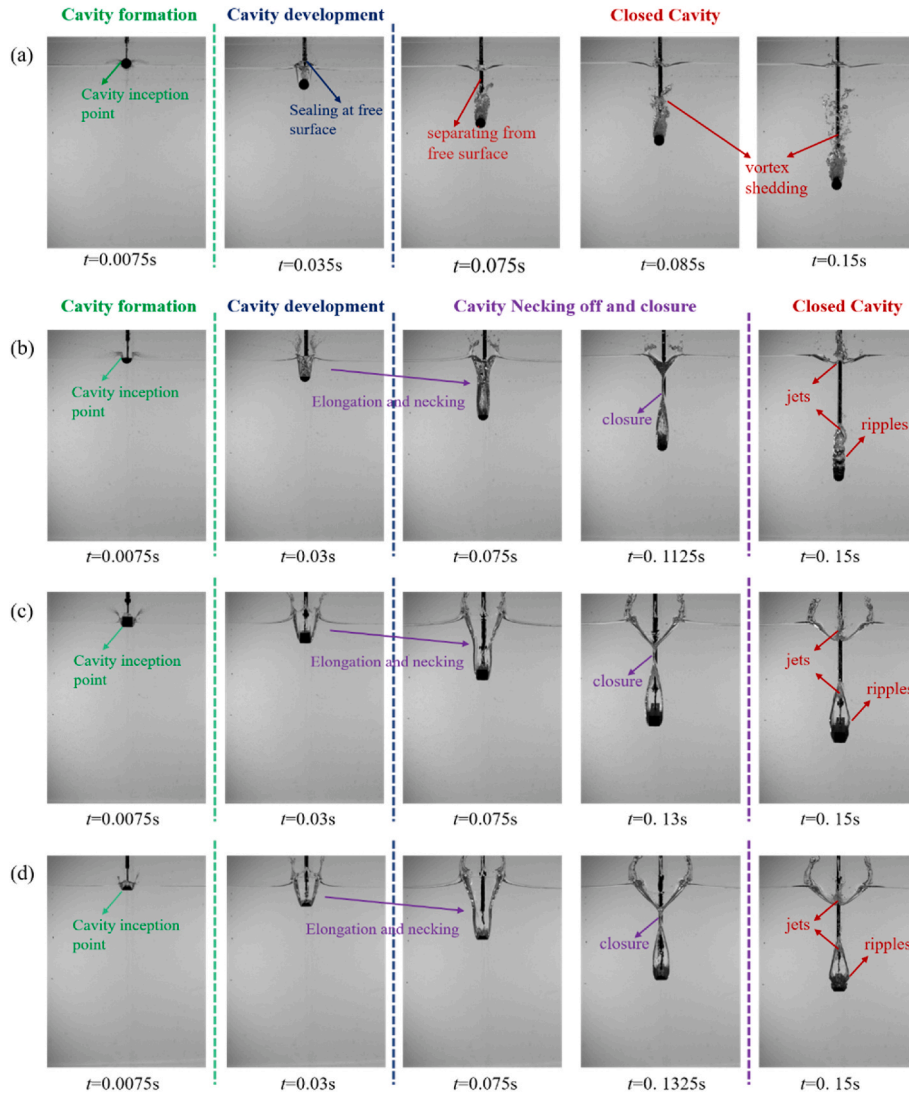 Cavity formation Cavity development Closed Cavity
(a)
Cavity inception
point
Sealing at free
surface
separating from
free surface
vortex
shedding
t=0.0075s t=0.035s t=0.075s t=0.085s t=0.15s
Cavity formation Cavity development Cavity Necking off and closure Closed Cavity
(b)
Cavity inception
point
Elongation and necking
closure
jets
ripples
t=0.0075s t=0.03s t=0.075s t=0. 1125s t=0. 15s
(c)
Cavity inception
point
Elongation and necking
closure
jets
ripples
t=0.0075s t=0.03s t=0.075s t=0. 13s t=0. 15s
(d)
Cavity inception
point
Elongation and necking
closure
jets
ripples
t=0.0075s t=0.03s t=0.075s t=0. 1325s t=0. 15s